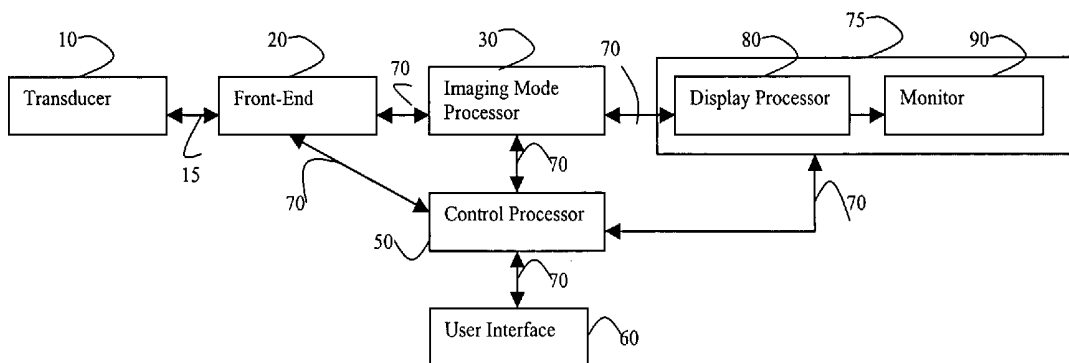 10
20
30
75
80
90
70
70
Transducer
Front-End
Imaging Mode
Processor
Display Processor
Monitor
15
70
70
70
Control Processor
50
70
User Interface
60